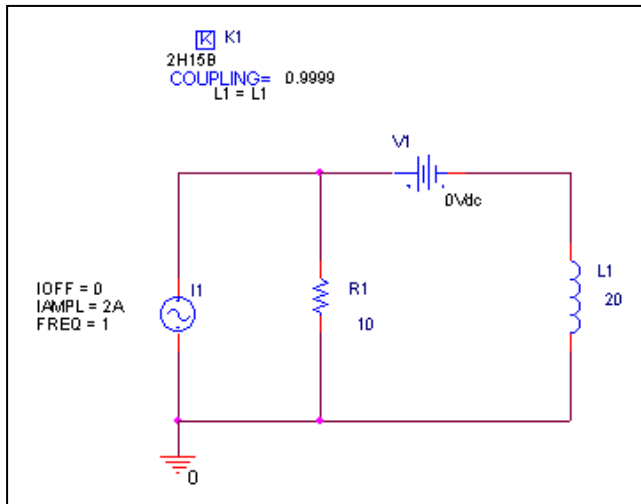 K K1
2H15B
COUPLING= 0.9999
L1 = L1
V1
0Vdc
IOFF = 0
IAMPL = 2A
FREQ = 1
I1
R1
10
L1
20
0